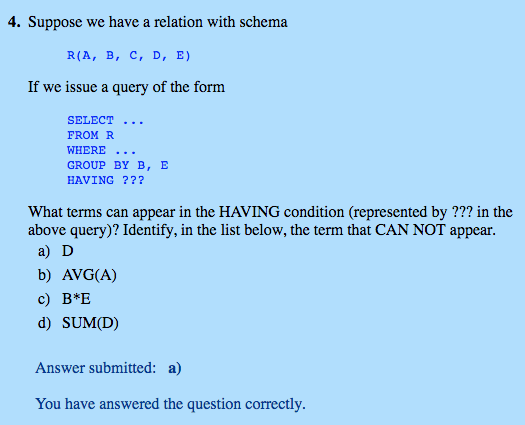 4. Suppose we have a relation with schema
R(A, B, C, D, E)
If we issue a query of the form
SELECT ...
FROM R
WHERE ...
GROUP BY B, E
HAVING ???
What terms can appear in the HAVING condition (represented by ??? in the
above query)? Identify, in the list below, the term that CAN NOT appear.
a) D
b) AVG(A)
c) B*E
d) SUM(D)
Answer submitted: a)
You have answered the question correctly.